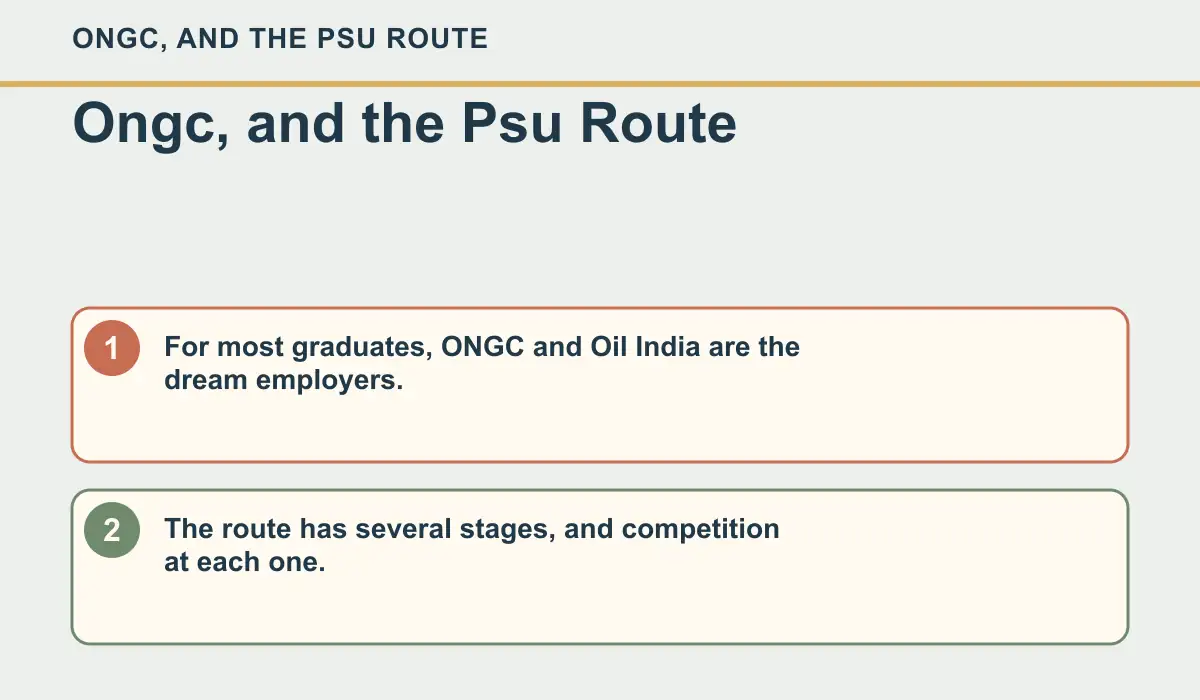 ONGC, AND THE PSU ROUTE
Ongc, and the Psu Route
1
For most graduates, ONGC and Oil India are the
dream employers.
2
The route has several stages, and competition
at each one.